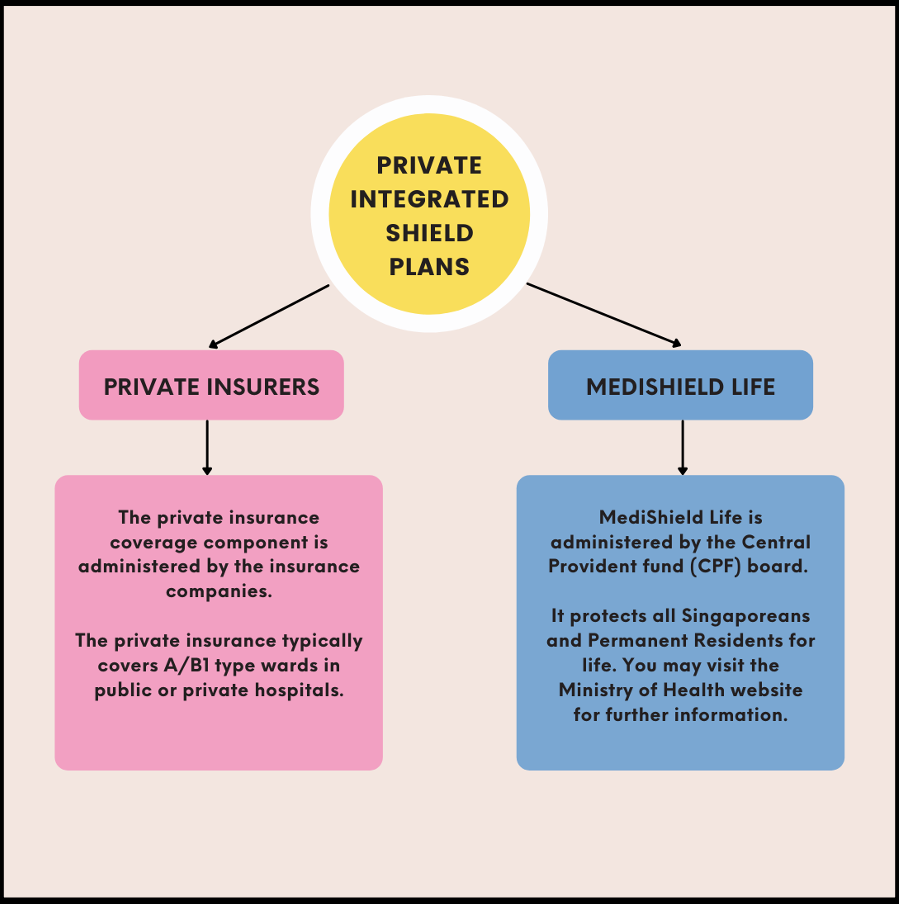 PRIVATE
INTEGRATED
SHIELD
PLANS
PRIVATE INSURERS
The private insurance
coverage component is
administered by the insurance
companies.
The private insurance typically
covers A/B1 type wards in
public or private hospitals.
MEDISHIELD LIFE
MediShield Life is
administered by the Central
Provident fund (CPF) board.
It protects all Singaporeans
and Permanent Residents for
life. You may visit the
Ministry of Health website
for further information.